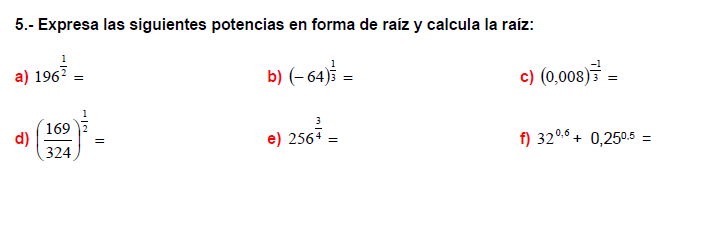 5.- Expresa las siguientes potencias en forma de raíz y calcula la raíz:
a) 196^(1/2) = b) (– 64)^(1/3) = c) (0,008)^(–1/3) =
d) (169/324)^(1/2) = e) 256^(3/4) = f) 32^0,6 + 0,25^0,5 =